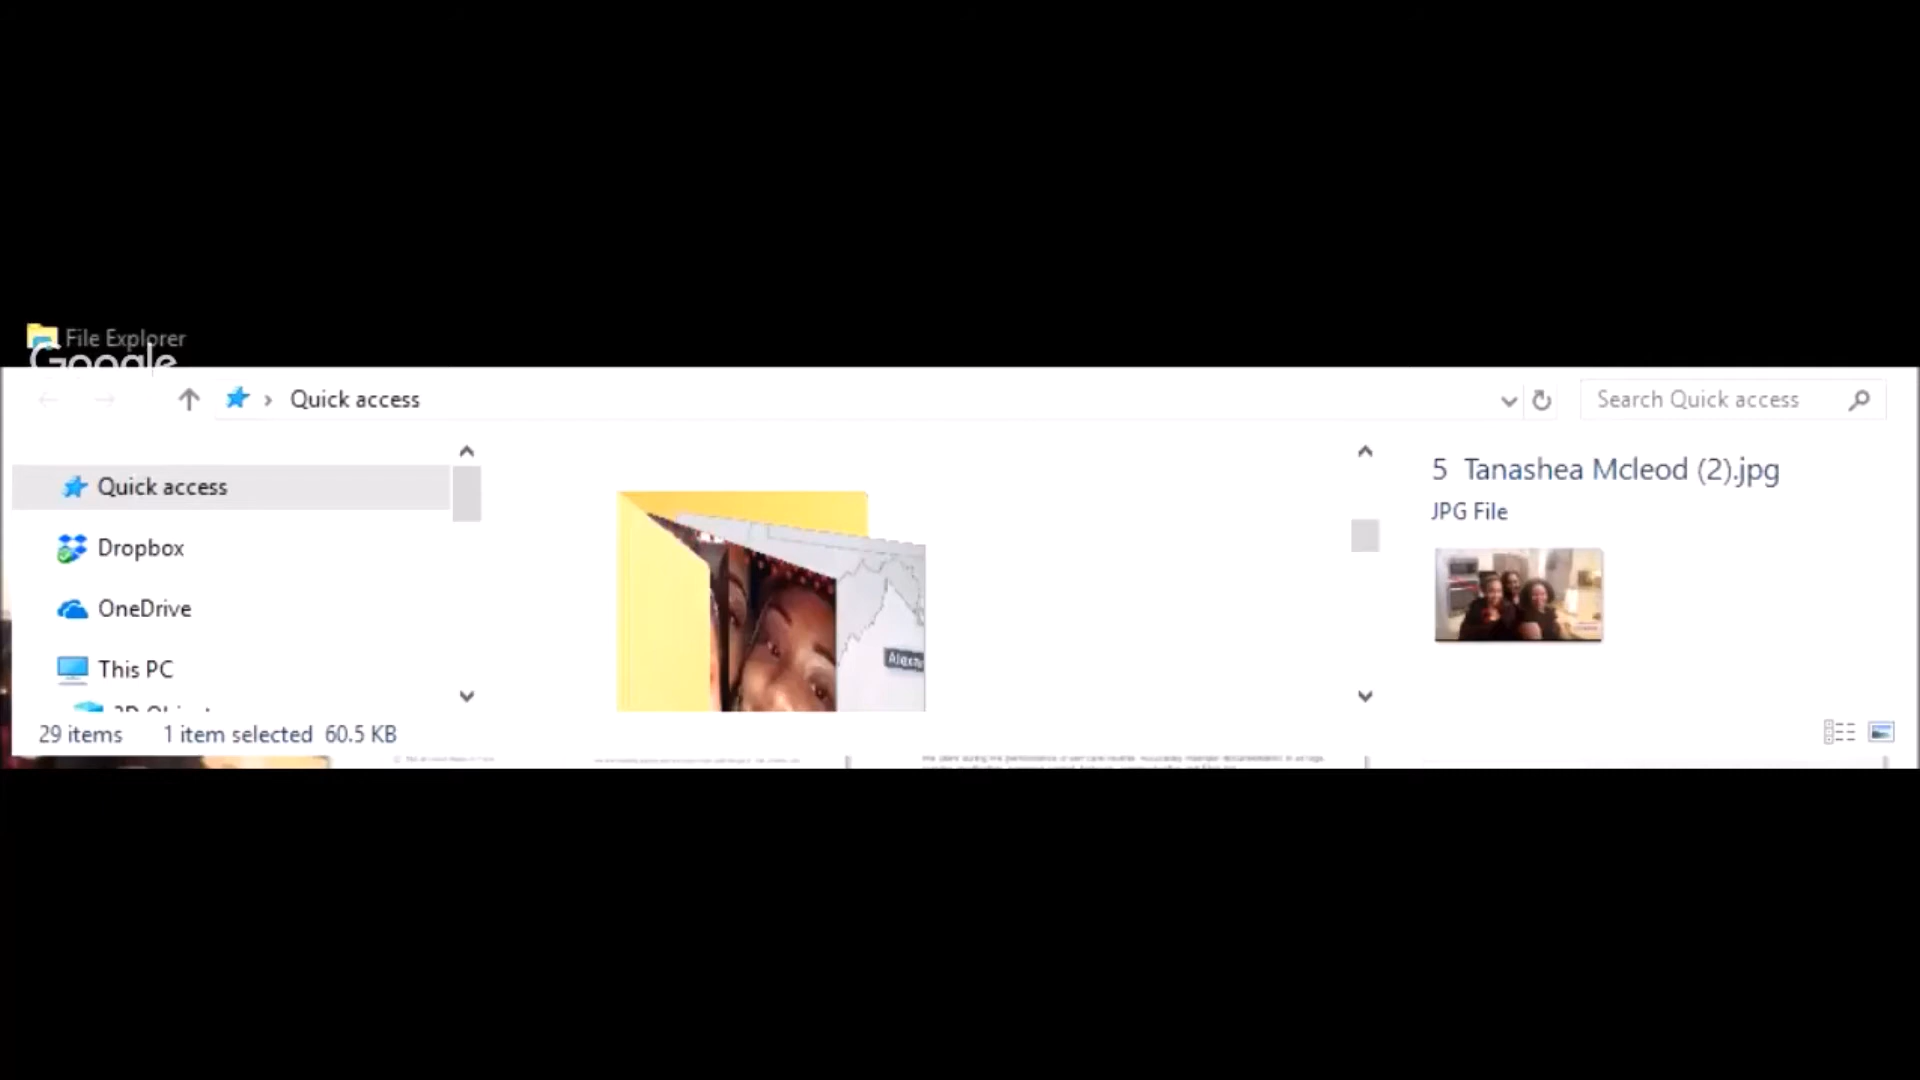 File Explorer
Google
Quick access
Search Quick access
Quick access
Dropbox
OneDrive
This PC
5 Tanashea Mcleod (2).jpg
JPG File
29 items 1 item selected 60.5 KB